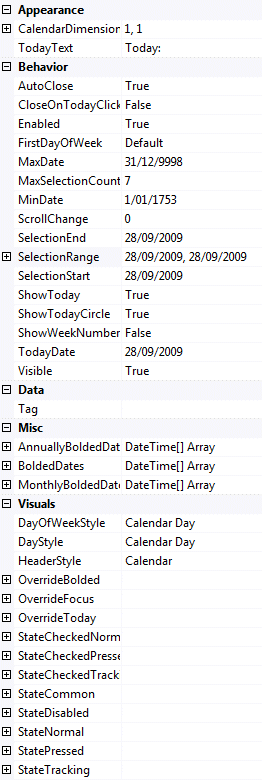 Appearance
CalendarDimension 1, 1
TodayText Today:
Behavior
AutoClose True
CloseOnTodayClick False
Enabled True
FirstDayOfWeek Default
MaxDate 31/12/9998
MaxSelectionCount 7
MinDate 1/01/1753
ScrollChange 0
SelectionEnd 28/09/2009
SelectionRange 28/09/2009, 28/09/2009
SelectionStart 28/09/2009
ShowToday True
ShowTodayCircle True
ShowWeekNumber False
TodayDate 28/09/2009
Visible True
Data
Tag
Misc
AnnuallyBoldedDat DateTime[] Array
BoldedDates DateTime[] Array
MonthlyBoldedDate DateTime[] Array
Visuals
DayOfWeekStyle Calendar Day
DayStyle Calendar Day
HeaderStyle Calendar
OverrideBolded
OverrideFocus
OverrideToday
StateCheckedNorm
StateCheckedPresse
StateCheckedTrack
StateCommon
StateDisabled
StateNormal
StatePressed
StateTracking